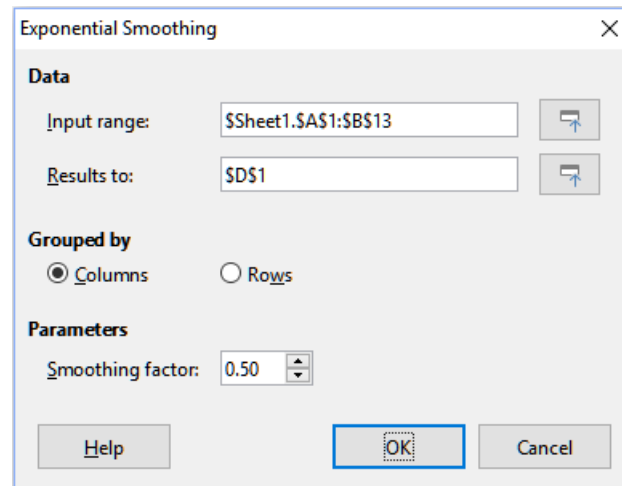 Exponential Smoothing
Data
Input range: $Sheet1.$A$1:$B$13
Results to: $D$1
Grouped by
Columns Rows
Parameters
Smoothing factor: 0.50
Help OK Cancel